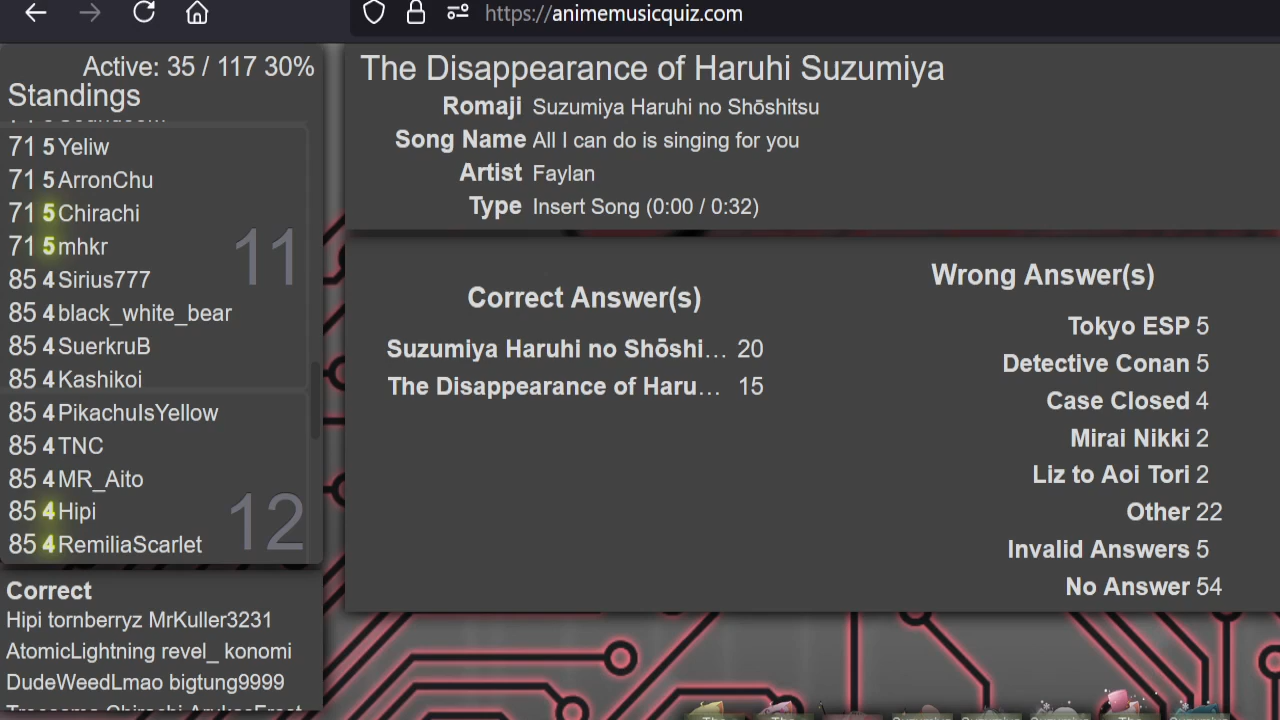 https://animemusicquiz.com
Active: 35 / 117 30%
Standings
71 5 Yeliw
71 5 ArronChu
71 5 Chirachi
71 5 mhkr
11
85 4 Sirius777
85 4 black_white_bear
85 4 SuerkruB
85 4 Kashikoi
85 4 PikachuIsYellow
85 4 TNC
85 4 MR_Aito
85 4 Hipi
85 4 RemiliaScarlet
12
Correct
Hipi tornberryz MrKuller3231
AtomicLightning revel_ konomi
DudeWeedLmao bigtung9999
The Disappearance of Haruhi Suzumiya
Romaji Suzumiya Haruhi no Shōshitsu
Song Name All I can do is singing for you
Artist Faylan
Type Insert Song (0:00 / 0:32)
Correct Answer(s)
Suzumiya Haruhi no Shōshi... 20
The Disappearance of Haru... 15
Wrong Answer(s)
Tokyo ESP 5
Detective Conan 5
Case Closed 4
Mirai Nikki 2
Liz to Aoi Tori 2
Other 22
Invalid Answers 5
No Answer 54